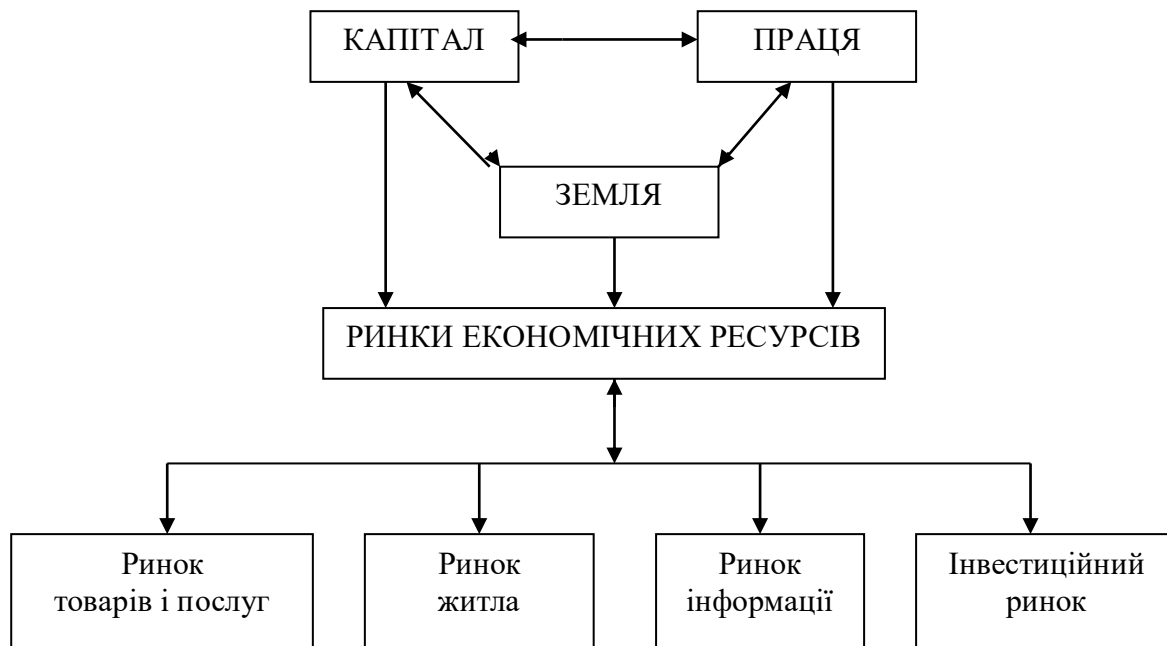 КАПІТАЛ
ПРАЦЯ
ЗЕМЛЯ
РИНКИ ЕКОНОМІЧНИХ РЕСУРСІВ
Ринок
товарів і послуг
Ринок
житла
Ринок
інформації
Інвестиційний
ринок